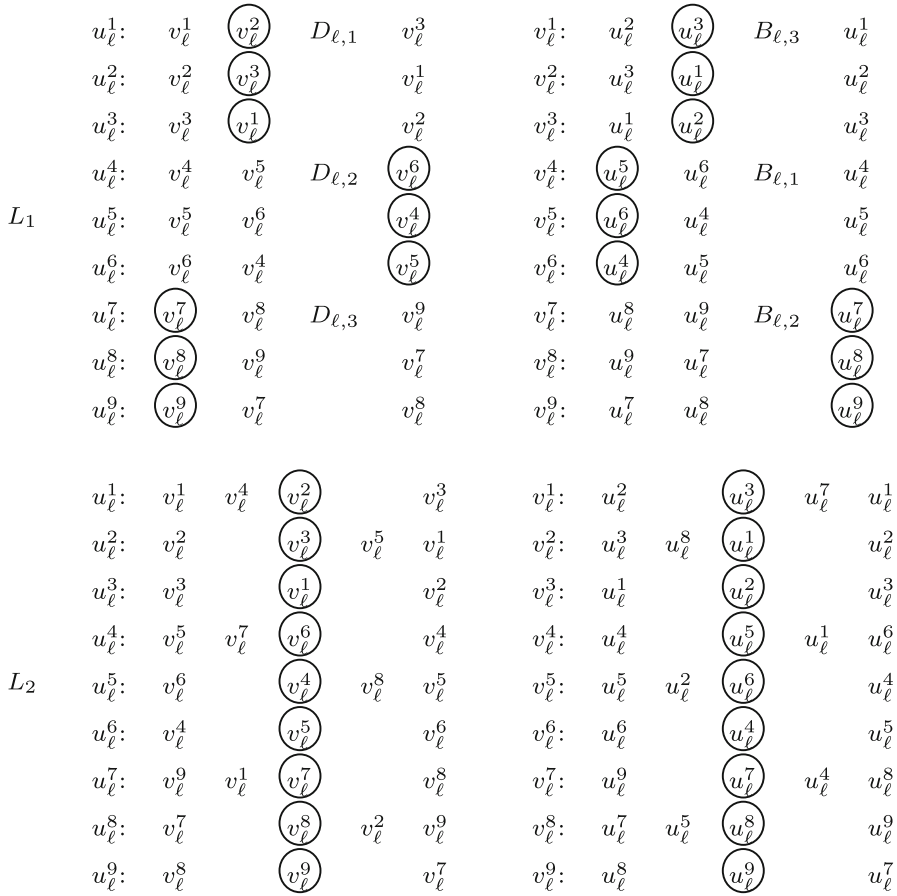 u_ℓ^1: v_ℓ^1 v_ℓ^2 D_{ℓ,1} v_ℓ^3 v_ℓ^1: u_ℓ^2 u_ℓ^3 B_{ℓ,3} u_ℓ^1
u_ℓ^2: v_ℓ^2 v_ℓ^3 v_ℓ^1 v_ℓ^2: u_ℓ^3 u_ℓ^1 u_ℓ^2
u_ℓ^3: v_ℓ^3 v_ℓ^1 v_ℓ^2 v_ℓ^3: u_ℓ^1 u_ℓ^2 u_ℓ^3
u_ℓ^4: v_ℓ^4 v_ℓ^5 D_{ℓ,2} v_ℓ^6 v_ℓ^4: u_ℓ^5 u_ℓ^6 B_{ℓ,1} u_ℓ^4
L_1 u_ℓ^5: v_ℓ^5 v_ℓ^6 v_ℓ^4 v_ℓ^5: u_ℓ^6 u_ℓ^4 u_ℓ^5
u_ℓ^6: v_ℓ^6 v_ℓ^4 v_ℓ^5 v_ℓ^6: u_ℓ^4 u_ℓ^5 u_ℓ^6
u_ℓ^7: v_ℓ^7 v_ℓ^8 D_{ℓ,3} v_ℓ^9 v_ℓ^7: u_ℓ^8 u_ℓ^9 B_{ℓ,2} u_ℓ^7
u_ℓ^8: v_ℓ^8 v_ℓ^9 v_ℓ^7 v_ℓ^8: u_ℓ^9 u_ℓ^7 u_ℓ^8
u_ℓ^9: v_ℓ^9 v_ℓ^7 v_ℓ^8 v_ℓ^9: u_ℓ^7 u_ℓ^8 u_ℓ^9
u_ℓ^1: v_ℓ^1 v_ℓ^4 v_ℓ^2 v_ℓ^3 v_ℓ^1: u_ℓ^2 u_ℓ^3 u_ℓ^7 u_ℓ^1
u_ℓ^2: v_ℓ^2 v_ℓ^3 v_ℓ^5 v_ℓ^1 v_ℓ^2: u_ℓ^3 u_ℓ^8 u_ℓ^1 u_ℓ^2
u_ℓ^3: v_ℓ^3 v_ℓ^1 v_ℓ^2 v_ℓ^3: u_ℓ^1 u_ℓ^2 u_ℓ^3
u_ℓ^4: v_ℓ^5 v_ℓ^7 v_ℓ^6 v_ℓ^4 v_ℓ^4: u_ℓ^4 u_ℓ^5 u_ℓ^1 u_ℓ^6
L_2 u_ℓ^5: v_ℓ^6 v_ℓ^4 v_ℓ^8 v_ℓ^5 v_ℓ^5: u_ℓ^5 u_ℓ^2 u_ℓ^6 u_ℓ^4
u_ℓ^6: v_ℓ^4 v_ℓ^5 v_ℓ^6 v_ℓ^6: u_ℓ^6 u_ℓ^4 u_ℓ^5
u_ℓ^7: v_ℓ^9 v_ℓ^1 v_ℓ^7 v_ℓ^8 v_ℓ^7: u_ℓ^9 u_ℓ^7 u_ℓ^4 u_ℓ^8
u_ℓ^8: v_ℓ^7 v_ℓ^8 v_ℓ^2 v_ℓ^9 v_ℓ^8: u_ℓ^7 u_ℓ^5 u_ℓ^8 u_ℓ^9
u_ℓ^9: v_ℓ^8 v_ℓ^9 v_ℓ^7 v_ℓ^9: u_ℓ^8 u_ℓ^9 u_ℓ^7